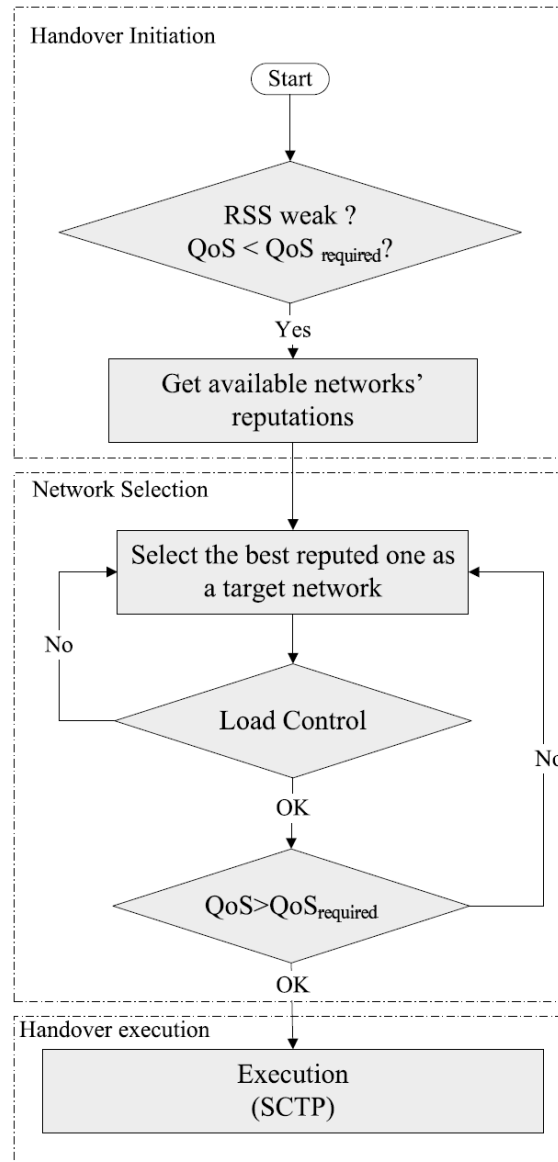 Handover Initiation
Start
RSS weak ?
QoS < QoS required?
Yes
Get available networks'
reputations
Network Selection
Select the best reputed one as
a target network
No
Load Control
No
OK
QoS>QoSrequired
OK
Handover execution
Execution
(SCTP)